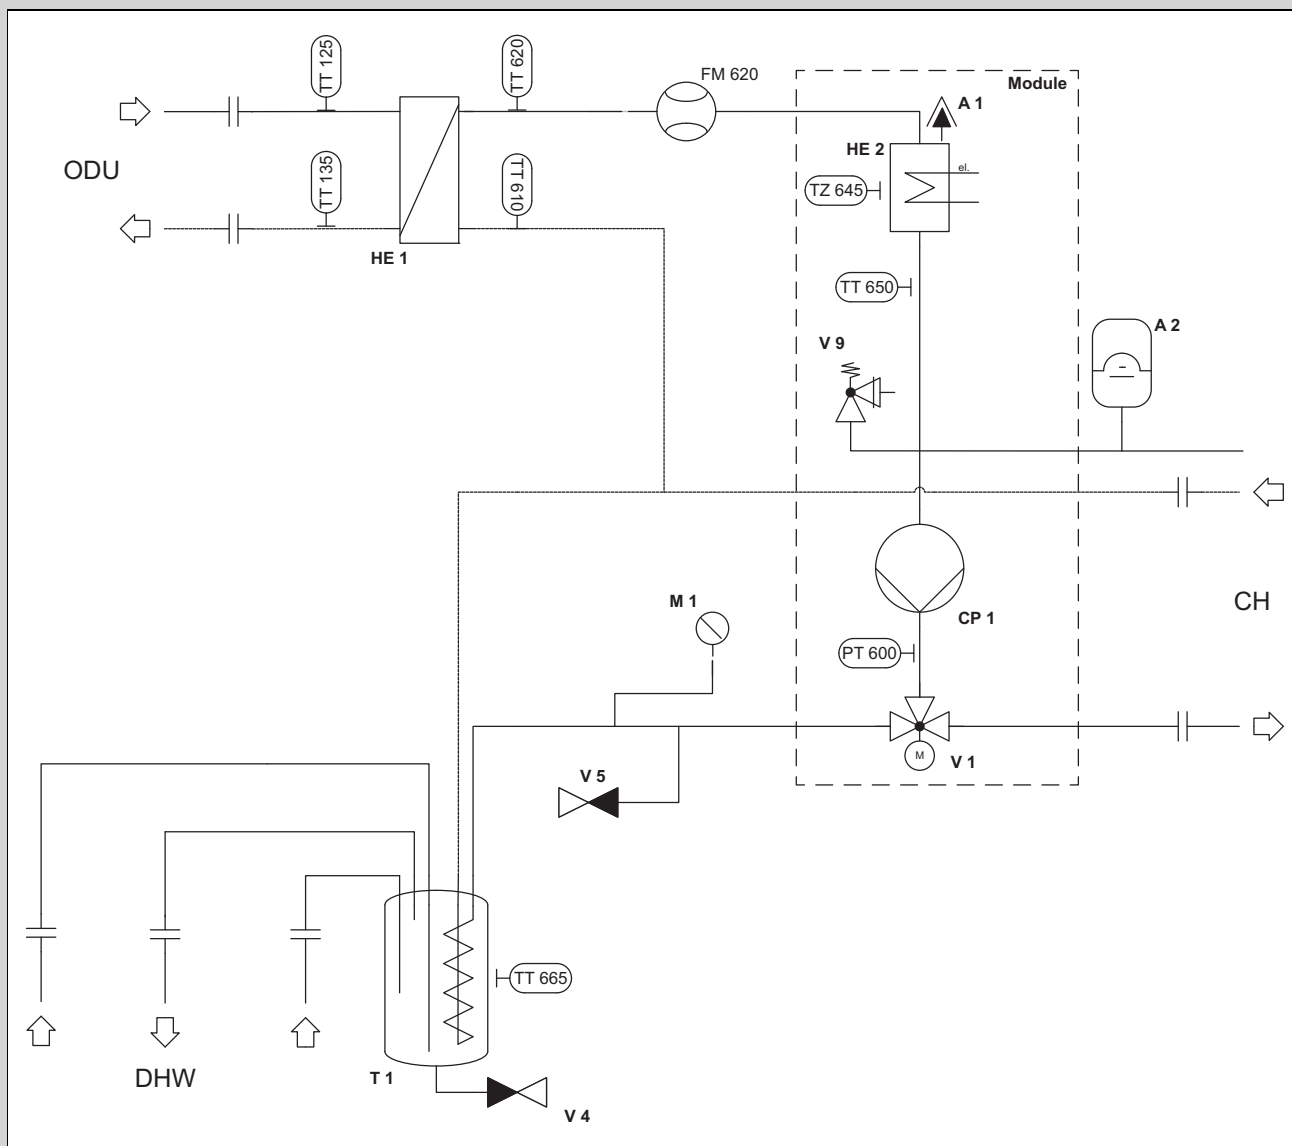 TT 125
TT 620
FM 620
Module
A 1
ODU
TT 135
TT 610
HE 2
el.
TZ 645
HE 1
TT 650
A 2
V 9
M 1
CH
CP 1
PT 600
M
V 1
V 5
TT 665
DHW
T 1
V 4